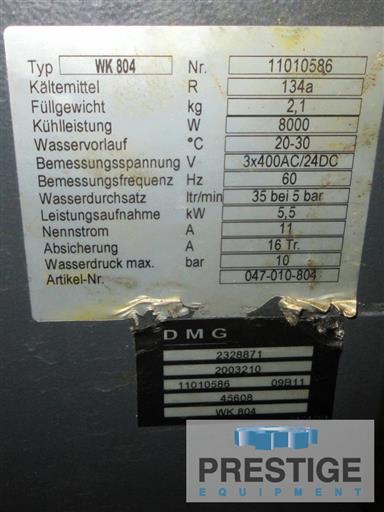 Typ WK 804 Nr. 11010586
Kältemittel R 134a
Füllgewicht kg 2,1
Kühlleistung W 8000
Wasservorlauf °C 20-30
Bemessungsspannung V 3x400AC/24DC
Bemessungsfrequenz Hz 60
Wasserdurchsatz ltr/min 35 bei 5 bar
Leistungsaufnahme kW 5,5
Nennstrom A 11
Absicherung A 16 Tr.
Wasserdruck max. bar 10
Artikel-Nr. 047-010-804
DMG
2328871
2003210
11010586 09B11
45608
WK 804
PRESTIGE
EQUIPMENT